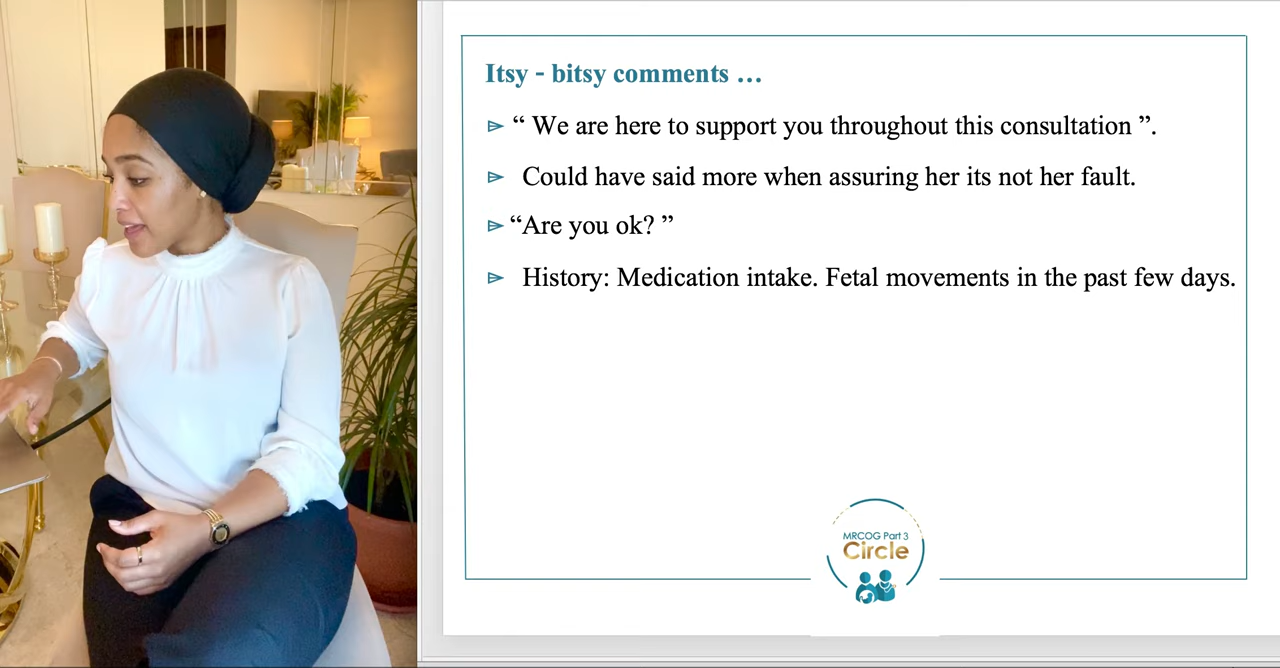 Itsy - bitsy comments …
“ We are here to support you throughout this consultation ”.
Could have said more when assuring her its not her fault.
“Are you ok? ”
History: Medication intake. Fetal movements in the past few days.
MRCOG Part 3
Circle